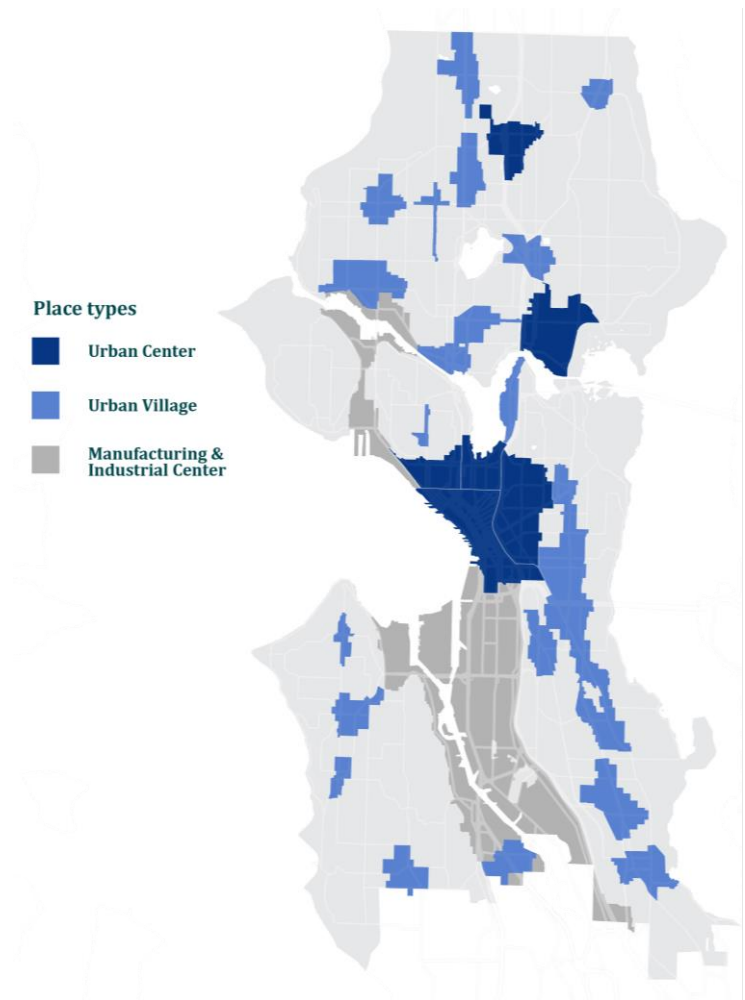 Place types
Urban Center
Urban Village
Manufacturing &
Industrial Center